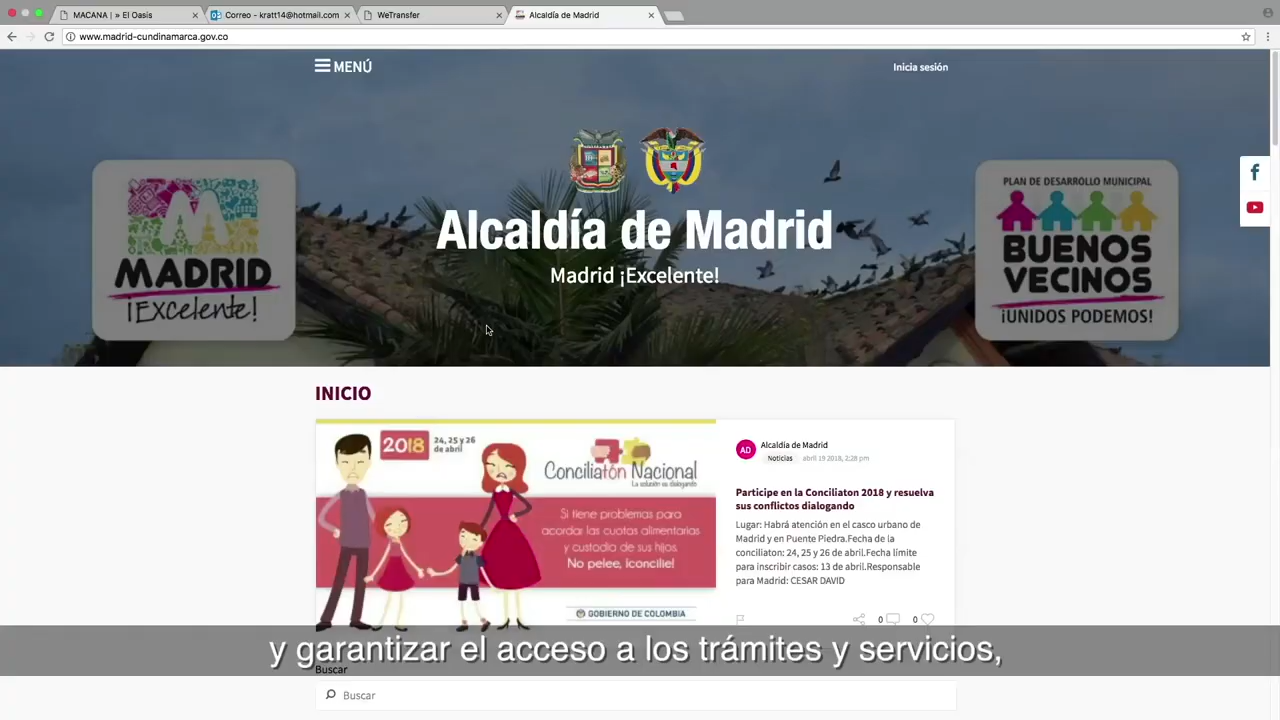 MACANA | » El Oasis
Correo - kratt14@hotmail.com
WeTransfer
Alcaldía de Madrid
www.madrid-cundinamarca.gov.co
MENÚ
Inicia sesión
MADRID
¡Excelente!
Alcaldía de Madrid
Madrid ¡Excelente!
PLAN DE DESARROLLO MUNICIPAL
BUENOS
VECINOS
¡UNIDOS PODEMOS!
INICIO
2018
24, 25 y 26
de abril
Conciliatón Nacional
La solución es dialogando
Si tiene problemas para
acordar las cuotas alimentarias
y custodia de sus hijos.
No pelee, ¡concilie!
GOBIERNO DE COLOMBIA
AD
Alcaldía de Madrid
Noticias
abril 19 2018, 2:28 pm
Participe en la Conciliaton 2018 y resuelva
sus conflictos dialogando
Lugar: Habrá atención en el casco urbano de
Madrid y en Puente Piedra.Fecha de la
conciliaton: 24, 25 y 26 de abril.Fecha límite
para inscribir casos: 13 de abril.Responsable
para Madrid: CESAR DAVID
0
0
y garantizar el acceso a los trámites y servicios,
Buscar
Buscar